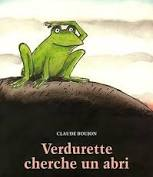 CLAUDE BOUJON
Verdurette
cherche un abri